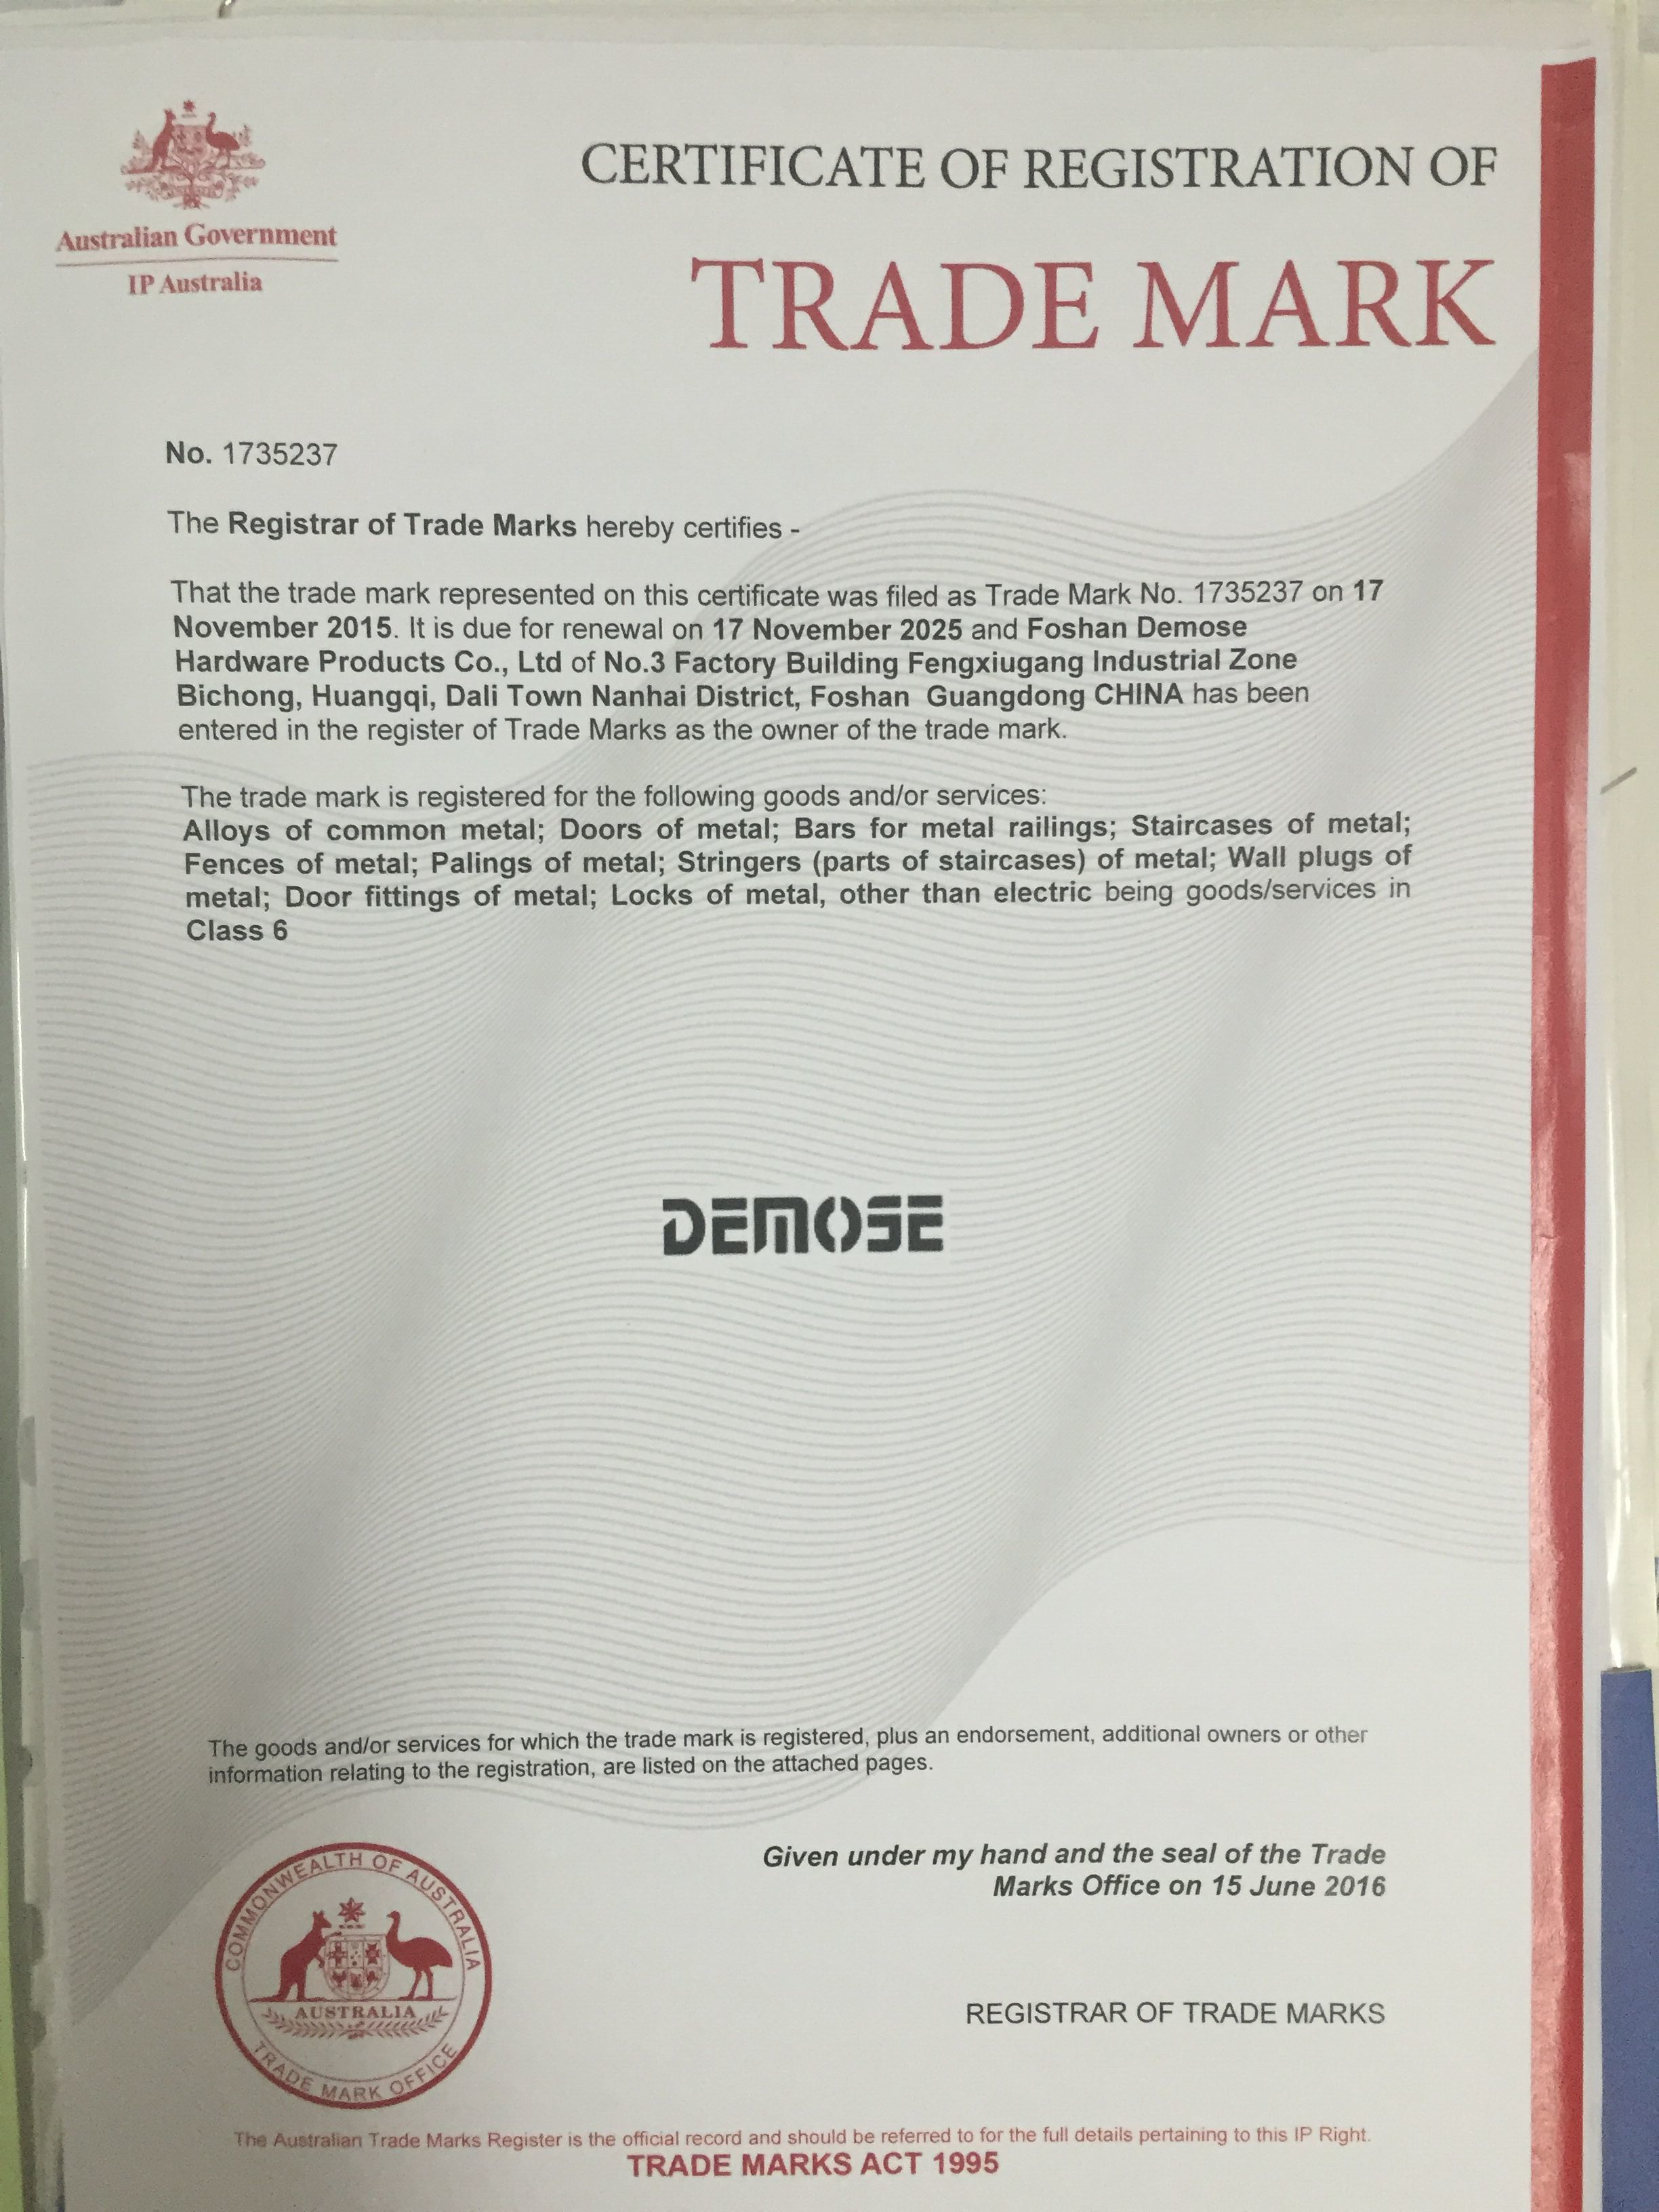 Australian Government
IP Australia
CERTIFICATE OF REGISTRATION OF
TRADE MARK
No. 1735237
The Registrar of Trade Marks hereby certifies -
That the trade mark represented on this certificate was filed as Trade Mark No. 1735237 on 17
November 2015. It is due for renewal on 17 November 2025 and Foshan Demose
Hardware Products Co., Ltd of No.3 Factory Building Fengxiugang Industrial Zone
Bichong, Huangqi, Dali Town Nanhai District, Foshan Guangdong CHINA has been
entered in the register of Trade Marks as the owner of the trade mark.
The trade mark is registered for the following goods and/or services:
Alloys of common metal; Doors of metal; Bars for metal railings; Staircases of metal;
Fences of metal; Palings of metal; Stringers (parts of staircases) of metal; Wall plugs of
metal; Door fittings of metal; Locks of metal, other than electric being goods/services in
Class 6
DEMOSE
The goods and/or services for which the trade mark is registered, plus an endorsement, additional owners or other
information relating to the registration, are listed on the attached pages.
Given under my hand and the seal of the Trade
Marks Office on 15 June 2016
COMMONWEALTH OF AUSTRALIA
AUSTRALIA
TRADE MARK OFFICE
REGISTRAR OF TRADE MARKS
The Australian Trade Marks Register is the official record and should be referred to for the full details pertaining to this IP Right.
TRADE MARKS ACT 1995